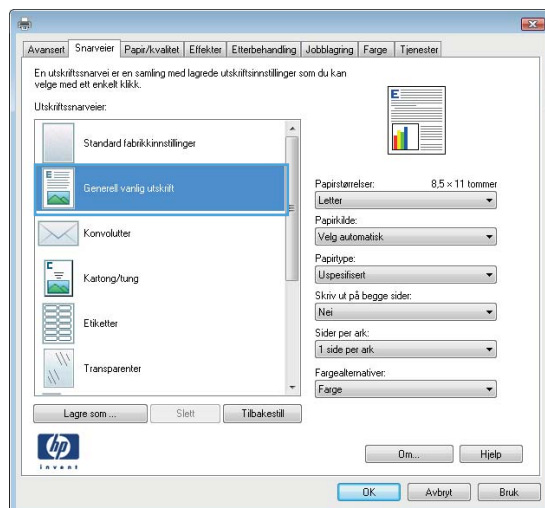 Avansert Snarveier Papir/kvalitet Effekter Etterbehandling Jobblagring Farge Tjenester
En utskriftssnarvei er en samling med lagrede utskriftsinnstillinger som du kan
velge med ett enkelt klikk.
Utskriftssnarveier:
Standard fabrikkinnstillinger
Generell vanlig utskrift
Konvolutter
Kartong/tung
Etiketter
Transparenter
Lagre som ... Slett Tilbakestill
E
E
E
Papirstørrelser: 8,5 × 11 tommer
Letter
Papirkilde:
Velg automatisk
Papirtype:
Uspesifisert
Skriv ut på begge sider:
Nei
Sider per ark:
1 side per ark
Fargealternativer:
Farge
hp
invent
Om... Hjelp
OK Avbryt Bruk